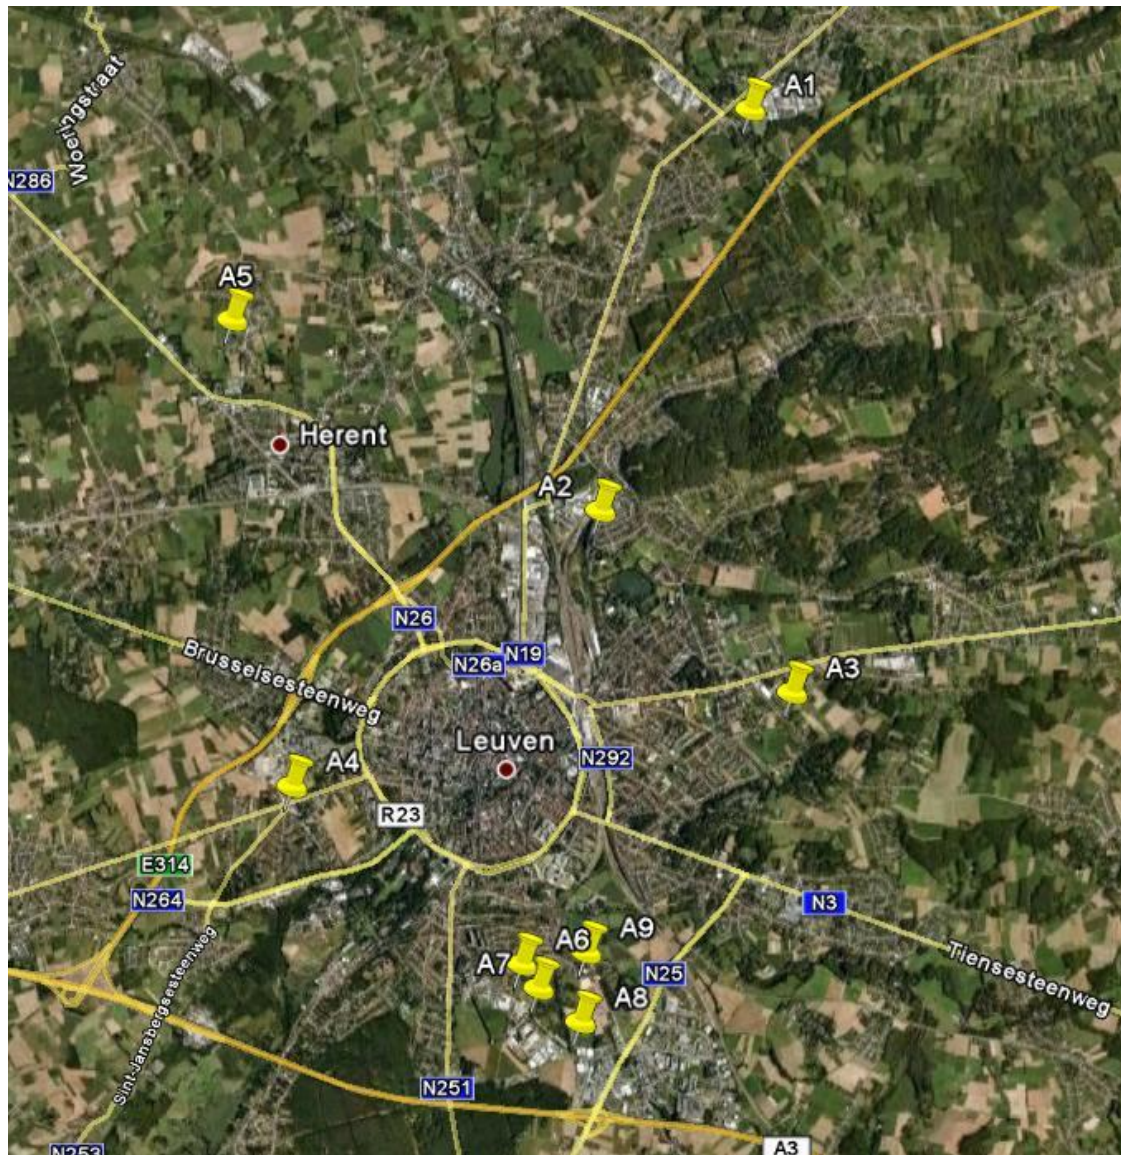 A1
Woeringstraat
N286
A5
Herent
A2
N26
N19
N26a
Brusselsesteenweg
A3
Leuven
N292
A4
R23
E314
N264
N3
A9
A6
A7
N25
Tiensesteenweg
A8
Sint-Jansbergsesteenweg
N251
A3
N253